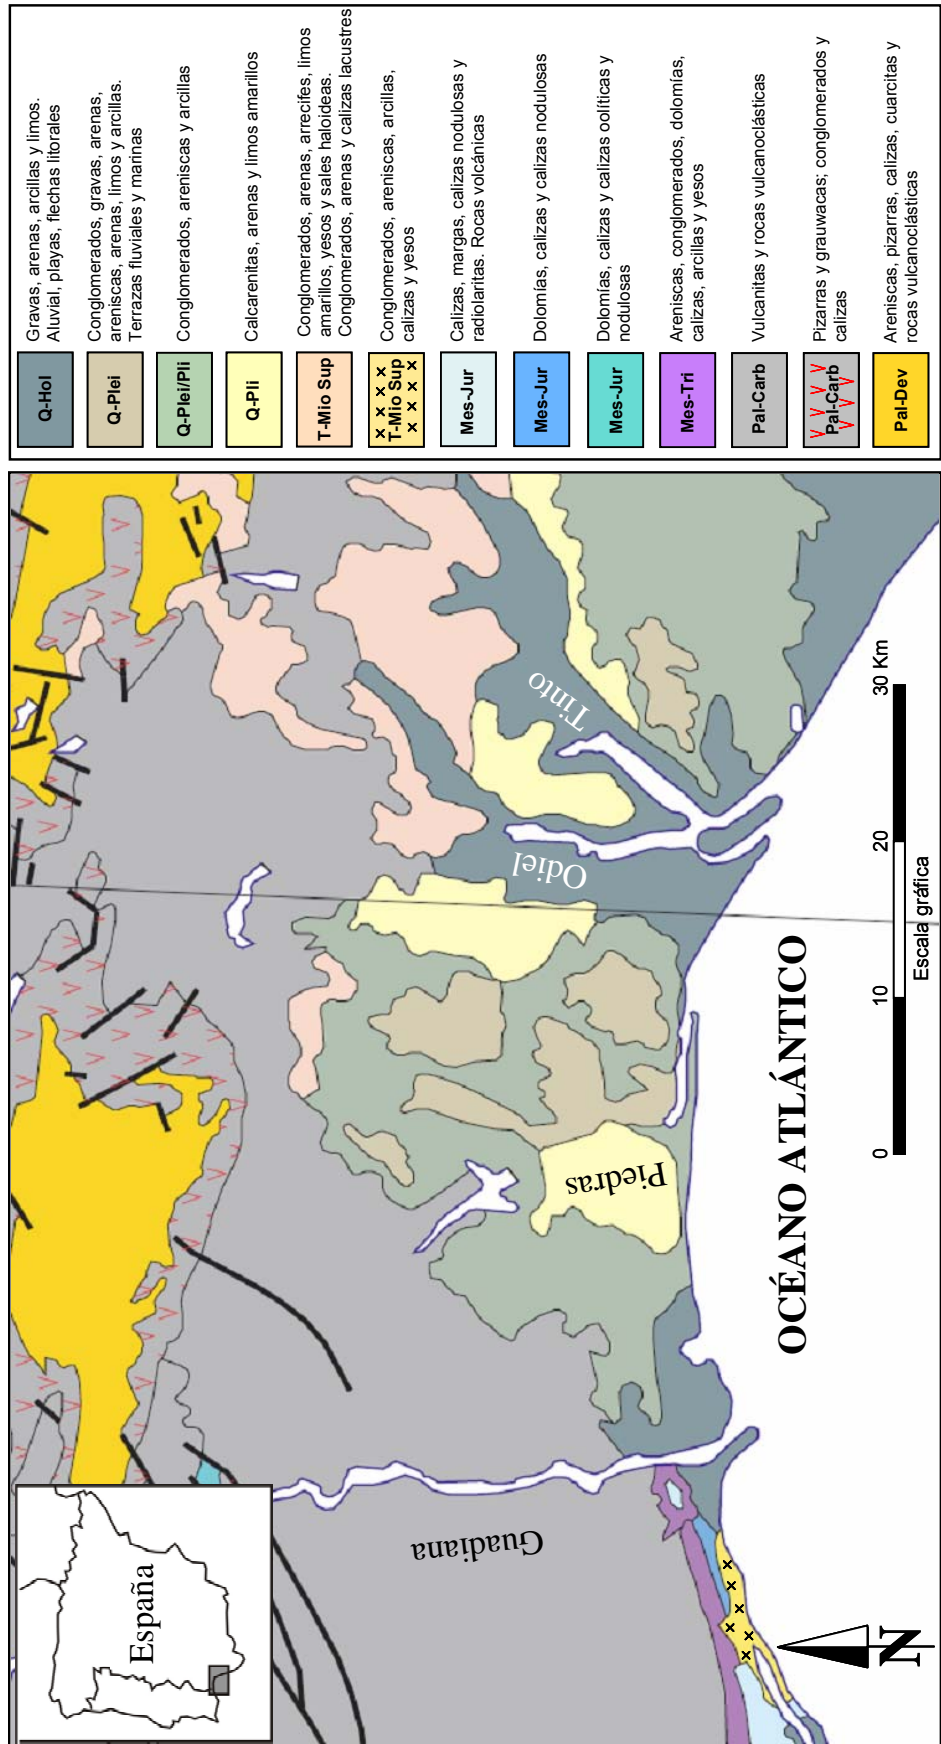 Q-Hol
Gravas, arenas, arcillas y limos.
Aluvial, playas, flechas litorales
Q-Plei
Conglomerados, gravas, arenas,
areniscas, arenas, limos y arcillas.
Terrazas fluviales y marinas
Q-Plei/Pli
Conglomerados, areniscas y arcillas
Q-Pli
Calcarenitas, arenas y limos amarillos
T-Mio Sup
Conglomerados, arenas, arrecifes, limos
amarillos, yesos y sales haloideas.
Conglomerados, arenas y calizas lacustres
T-Mio Sup
Conglomerados, areniscas, arcillas,
calizas y yesos
Mes-Jur
Calizas, margas, calizas nodulosas y
radiolaritas. Rocas volcánicas
Mes-Jur
Dolomías, calizas y calizas nodulosas
Mes-Jur
Dolomías, calizas y calizas oolíticas y
nodulosas
Mes-Tri
Areniscas, conglomerados, dolomías,
calizas, arcillas y yesos
Pal-Carb
Vulcanitas y rocas vulcanoclásticas
Pal-Carb
Pizarras y grauwacas; conglomerados y
calizas
Pal-Dev
Areniscas, pizarras, calizas, cuarcitas y
rocas vulcanoclásticas
España
Guadiana
Piedras
Odiel
Tinto
OCÉANO ATLÁNTICO
0 10 20 30 Km
Escala gráfica
N